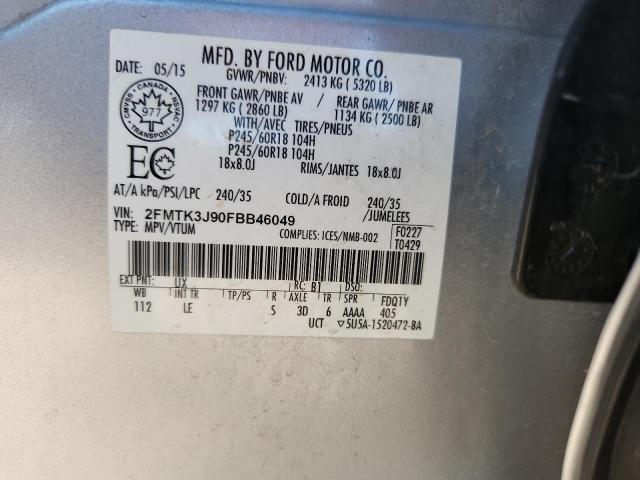 MFD. BY FORD MOTOR CO.
DATE: 05/15 GVWR/PNBV: 2413 KG ( 5320 LB)
FRONT GAWR/PNBE AV / REAR GAWR/PNBE AR
1297 KG ( 2860 LB) 1134 KG ( 2500 LB)
WITH/AVEC TIRES/PNEUS
P245/60R18 104H
P245/60R18 104H
18x8.0J RIMS/JANTES 18x8.0J
CMVSS · CANADA · NSVAC
977
TRANSPORT
EC
AT/A kPa/PSI/LPC 240/35 COLD/A FROID 240/35
/JUMELEES
VIN: 2FMTK3J90FBB46049
TYPE: MPV/VTUM COMPLIES: ICES/NMB-002
F0227
T0429
EXT PNT: UX RC: B1 DSO:
WB INT TR TP/PS R AXLE TR SPR FDQ1Y
112 LE S 3D 6 AAAA 405
UCT ▽5U5A-1520472-BA